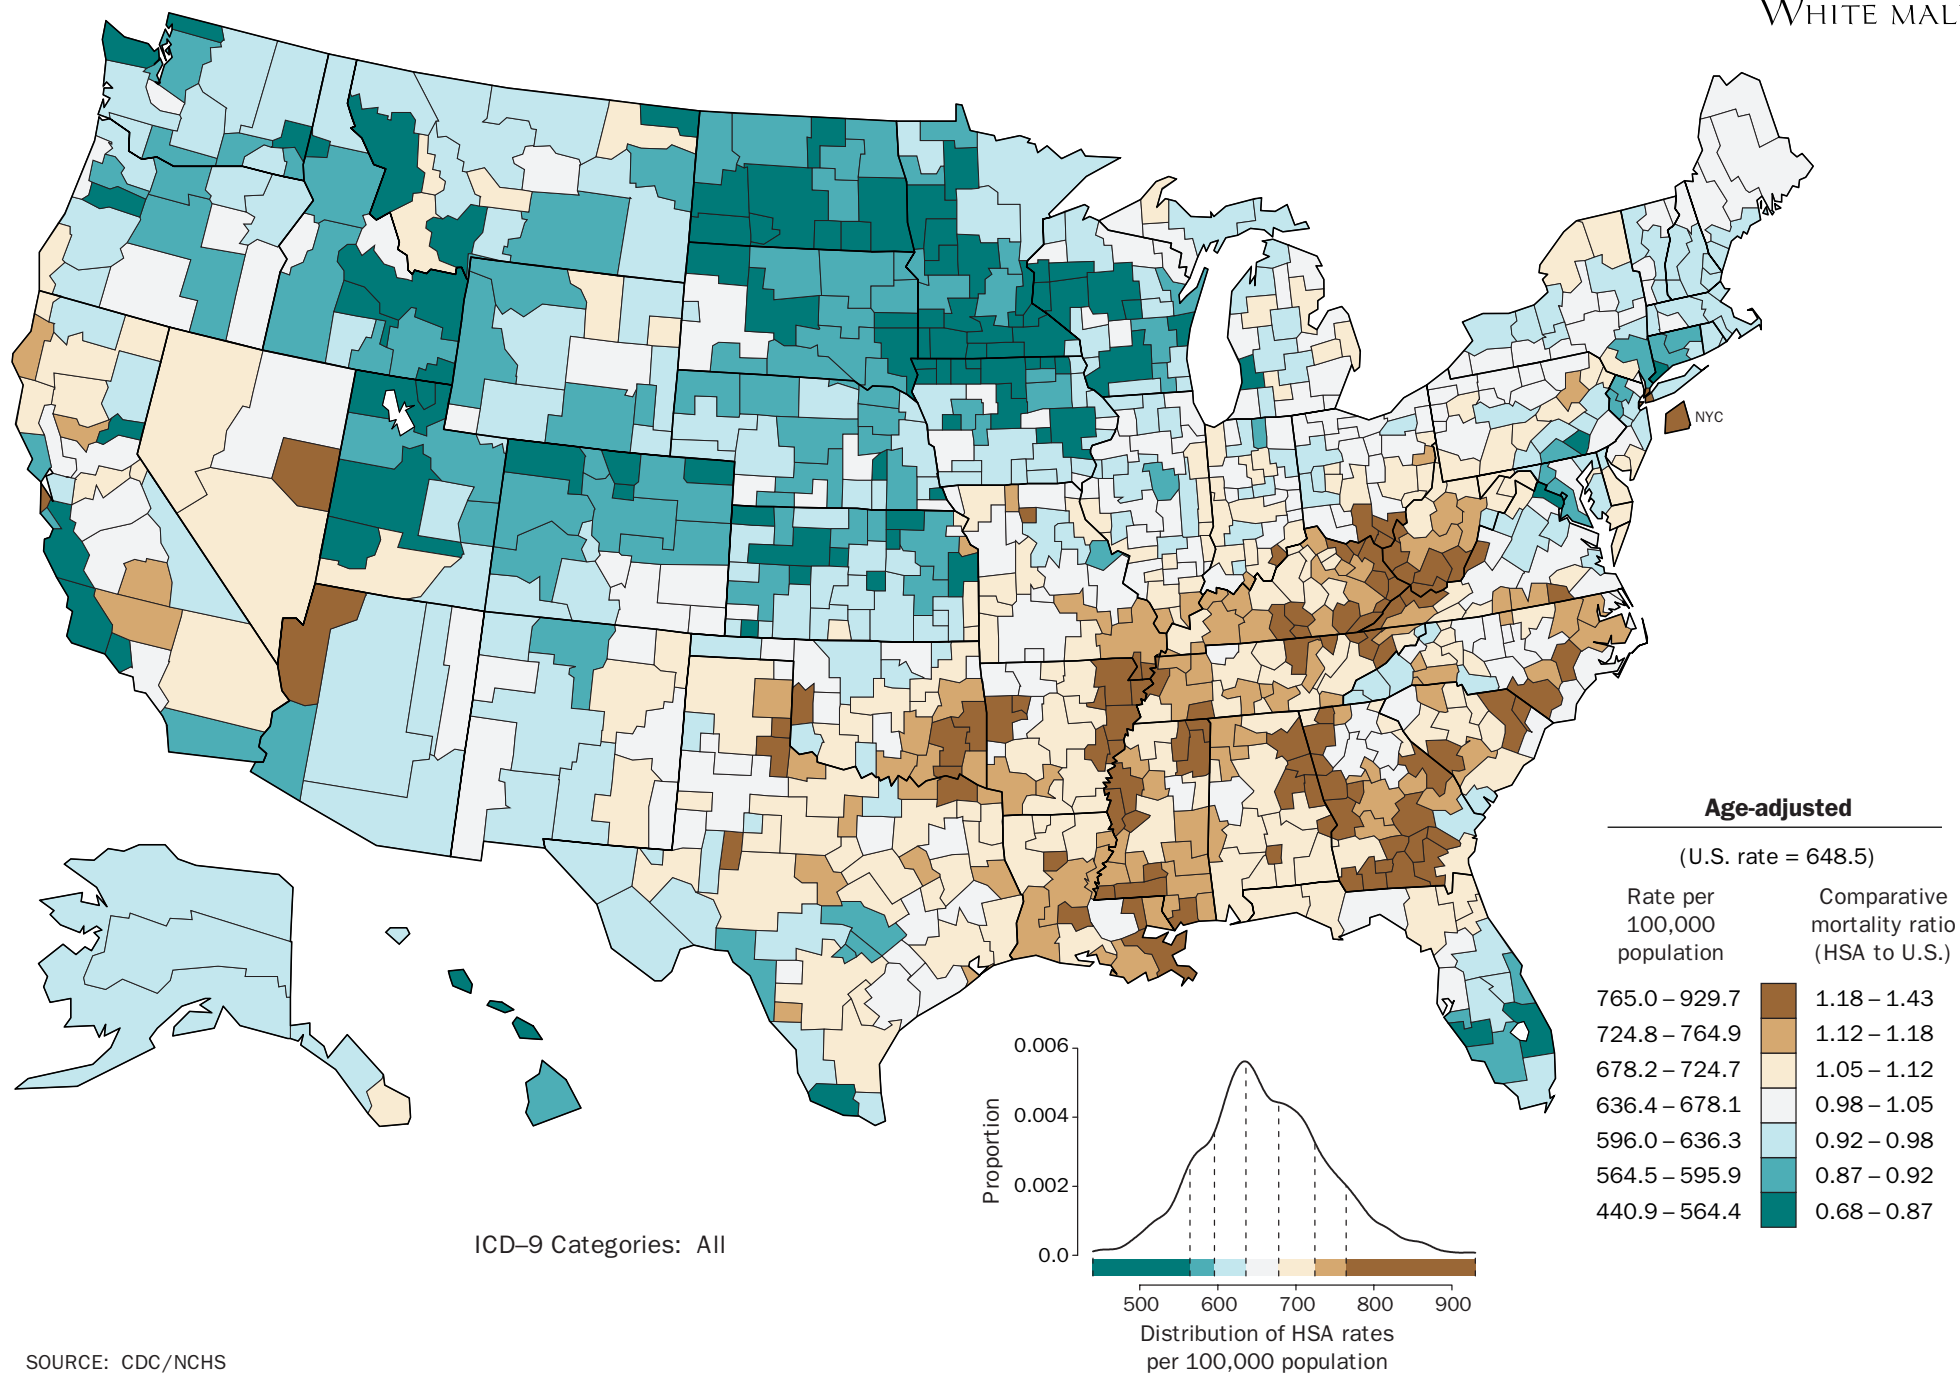 WHITE MAL
NYC
Age-adjusted
(U.S. rate = 648.5)
Rate per 100,000 population
Comparative mortality ratio (HSA to U.S.)
765.0 – 929.7 1.18 – 1.43
724.8 – 764.9 1.12 – 1.18
678.2 – 724.7 1.05 – 1.12
636.4 – 678.1 0.98 – 1.05
596.0 – 636.3 0.92 – 0.98
564.5 – 595.9 0.87 – 0.92
440.9 – 564.4 0.68 – 0.87
Proportion
0.006
0.004
0.002
0.0
500 600 700 800 900
Distribution of HSA rates
per 100,000 population
ICD–9 Categories: All
SOURCE: CDC/NCHS